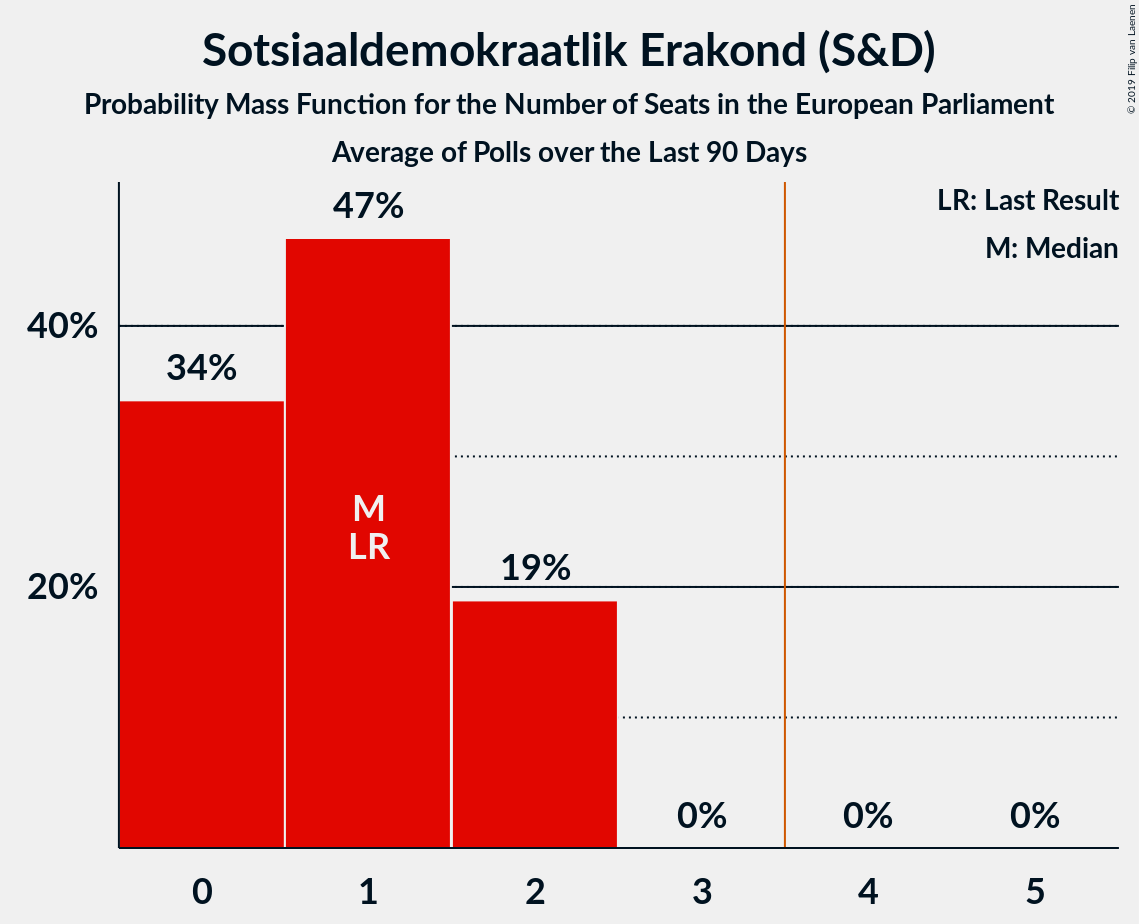 Sotsiaaldemokraatlik Erakond (S&D)
Probability Mass Function for the Number of Seats in the European Parliament
Average of Polls over the Last 90 Days
© 2019 Filip van Laenen
LR: Last Result
M: Median
47%
40%
34%
M
LR
20%
19%
0%
0%
0%
0
1
2
3
4
5